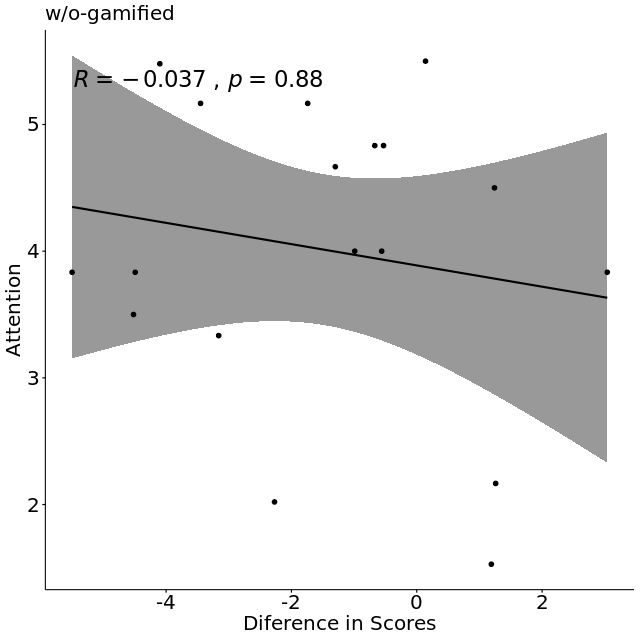 w/o-gamified
R = −0.037 , p = 0.88
5
4
3
2
Attention
-4 -2 0 2
Diference in Scores